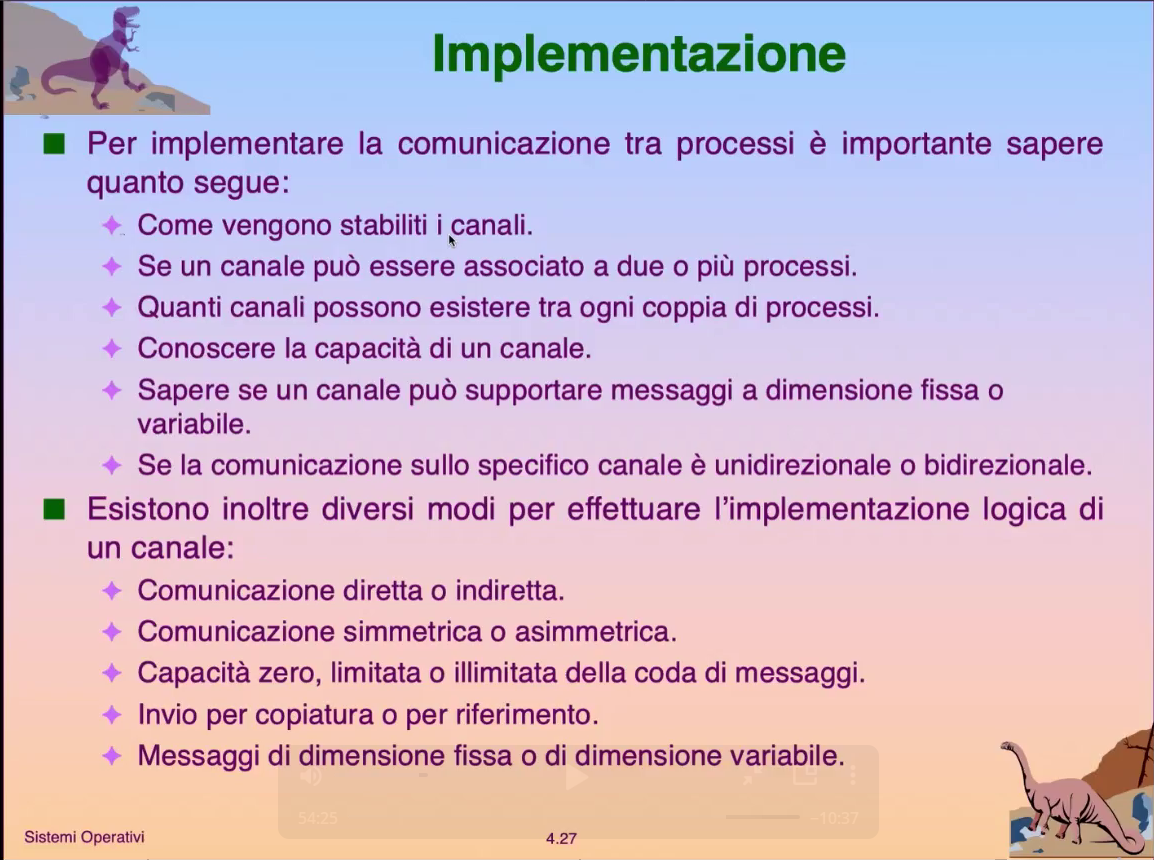 Implementazione
Per implementare la comunicazione tra processi è importante sapere
quanto segue:
Come vengono stabiliti i canali.
Se un canale può essere associato a due o più processi.
Quanti canali possono esistere tra ogni coppia di processi.
Conoscere la capacità di un canale.
Sapere se un canale può supportare messaggi a dimensione fissa o
variabile.
Se la comunicazione sullo specifico canale è unidirezionale o bidirezionale.
Esistono inoltre diversi modi per effettuare l'implementazione logica di
un canale:
Comunicazione diretta o indiretta.
Comunicazione simmetrica o asimmetrica.
Capacità zero, limitata o illimitata della coda di messaggi.
Invio per copiatura o per riferimento.
Messaggi di dimensione fissa o di dimensione variabile.
54:25
-10:37
Sistemi Operativi
4.27